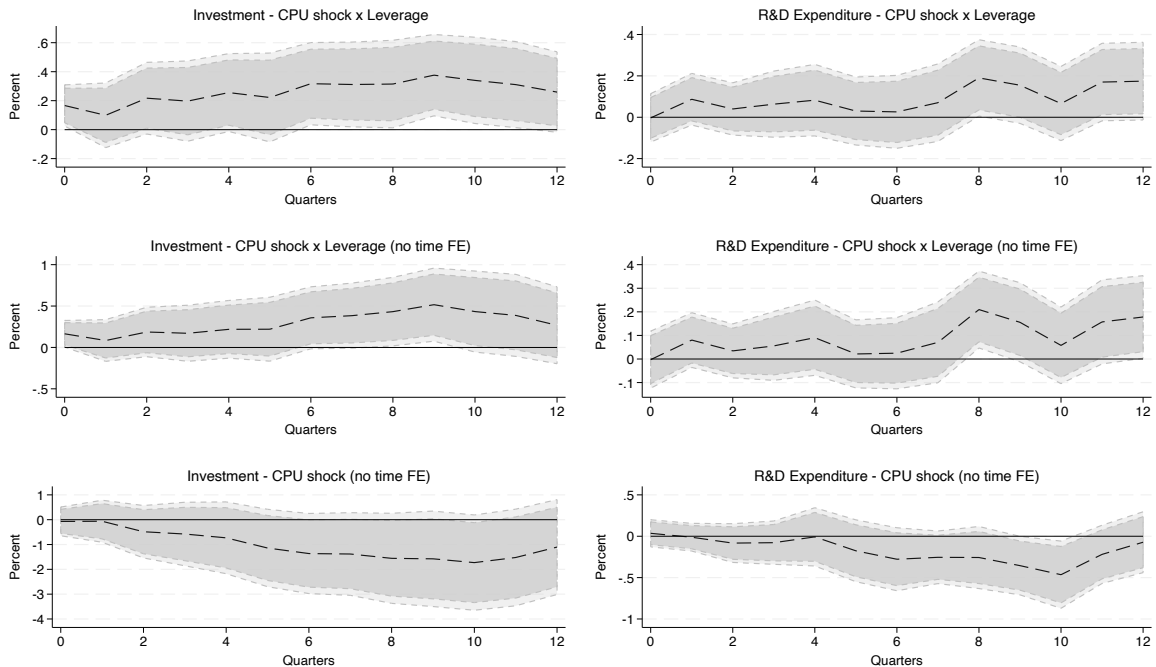 Investment - CPU shock x Leverage
Percent
.6
.4
.2
0
-.2
0 2 4 6 8 10 12
Quarters
R&D Expenditure - CPU shock x Leverage
Percent
.4
.2
0
-.2
0 2 4 6 8 10 12
Quarters
Investment - CPU shock x Leverage (no time FE)
Percent
1
.5
0
-.5
0 2 4 6 8 10 12
Quarters
R&D Expenditure - CPU shock x Leverage (no time FE)
Percent
.4
.3
.2
.1
0
-.1
0 2 4 6 8 10 12
Quarters
Investment - CPU shock (no time FE)
Percent
1
0
-1
-2
-3
-4
0 2 4 6 8 10 12
Quarters
R&D Expenditure - CPU shock (no time FE)
Percent
.5
0
-.5
-1
0 2 4 6 8 10 12
Quarters